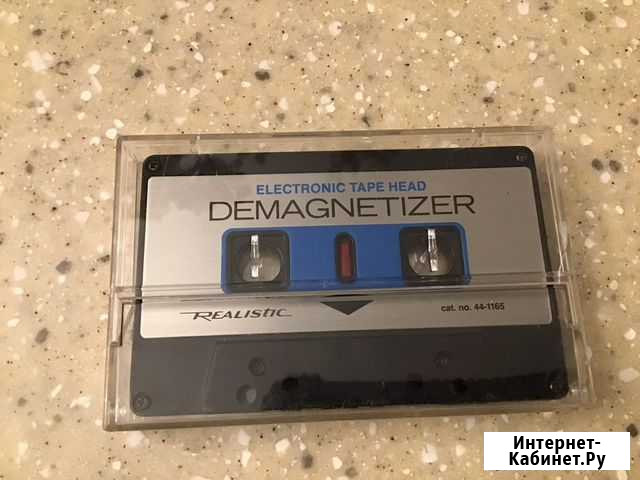 ELECTRONIC TAPE HEAD
DEMAGNETIZER
REALISTIC
cat. no. 44-1165
Интернет-
Кабинет.Ру